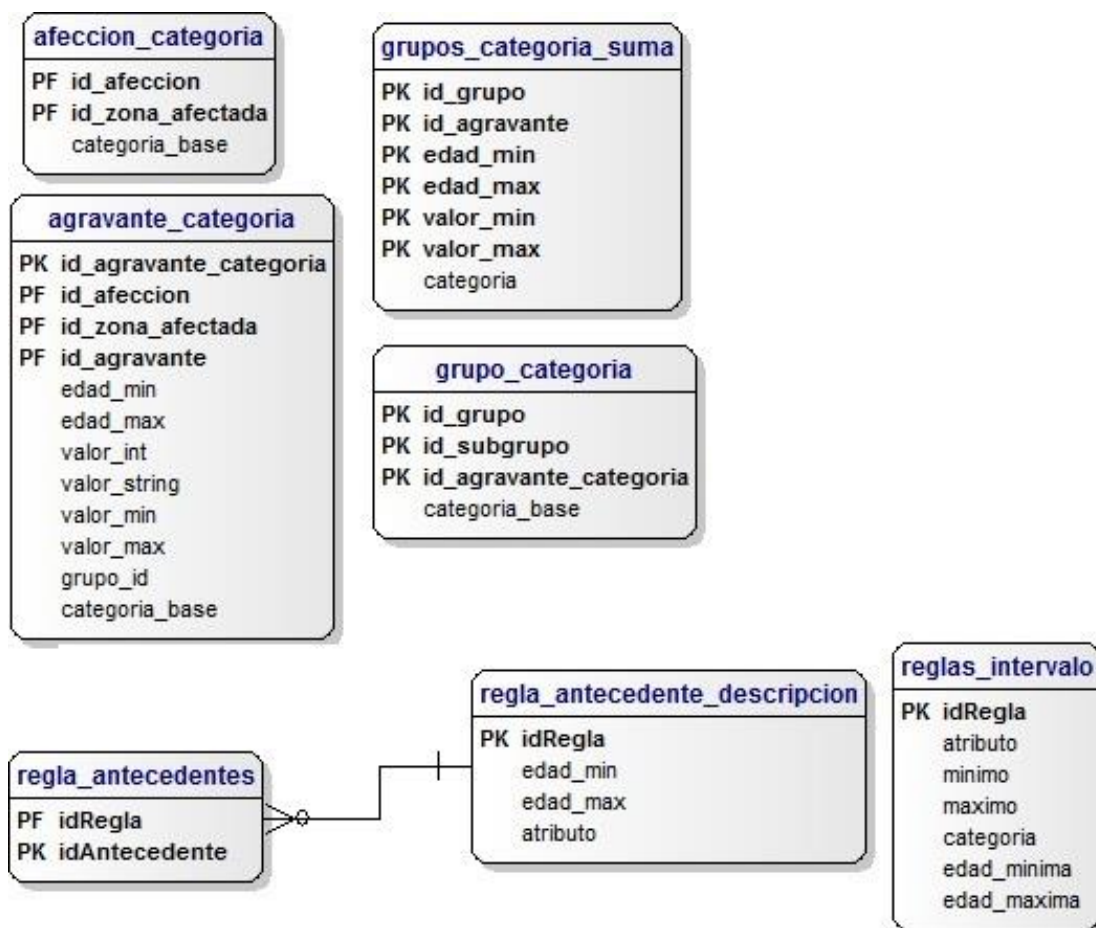 afeccion_categoria
PF id_afeccion
PF id_zona_afectada
categoria_base
grupos_categoria_suma
PK id_grupo
PK id_agravante
PK edad_min
PK edad_max
PK valor_min
PK valor_max
categoria
agravante_categoria
PK id_agravante_categoria
PF id_afeccion
PF id_zona_afectada
PF id_agravante
edad_min
edad_max
valor_int
valor_string
valor_min
valor_max
grupo_id
categoria_base
grupo_categoria
PK id_grupo
PK id_subgrupo
PK id_agravante_categoria
categoria_base
regla_antecedentes
PF idRegla
PK idAntecedente
regla_antecedente_descripcion
PK idRegla
edad_min
edad_max
atributo
reglas_intervalo
PK idRegla
atributo
minimo
maximo
categoria
edad_minima
edad_maxima